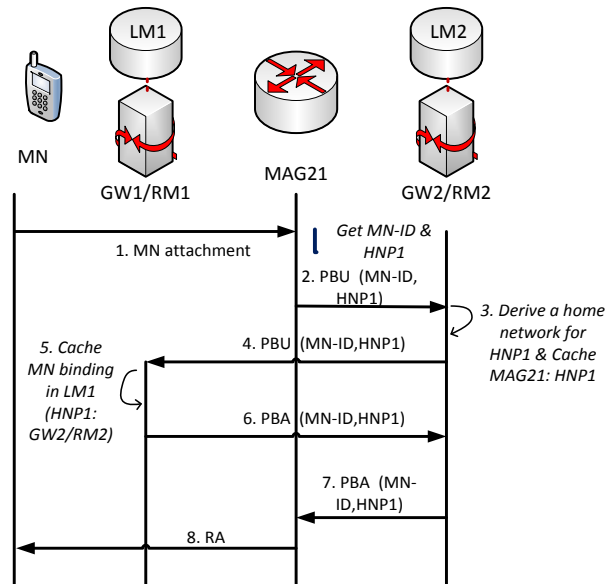 LM1
LM2
MN
GW1/RM1
MAG21
GW2/RM2
Get MN-ID &
HNP1
1. MN attachment
2. PBU (MN-ID,
HNP1)
3. Derive a home
network for
HNP1 & Cache
MAG21: HNP1
4. PBU (MN-ID,HNP1)
5. Cache
MN binding
in LM1
(HNP1:
GW2/RM2)
6. PBA (MN-ID,HNP1)
7. PBA (MN-
ID,HNP1)
8. RA